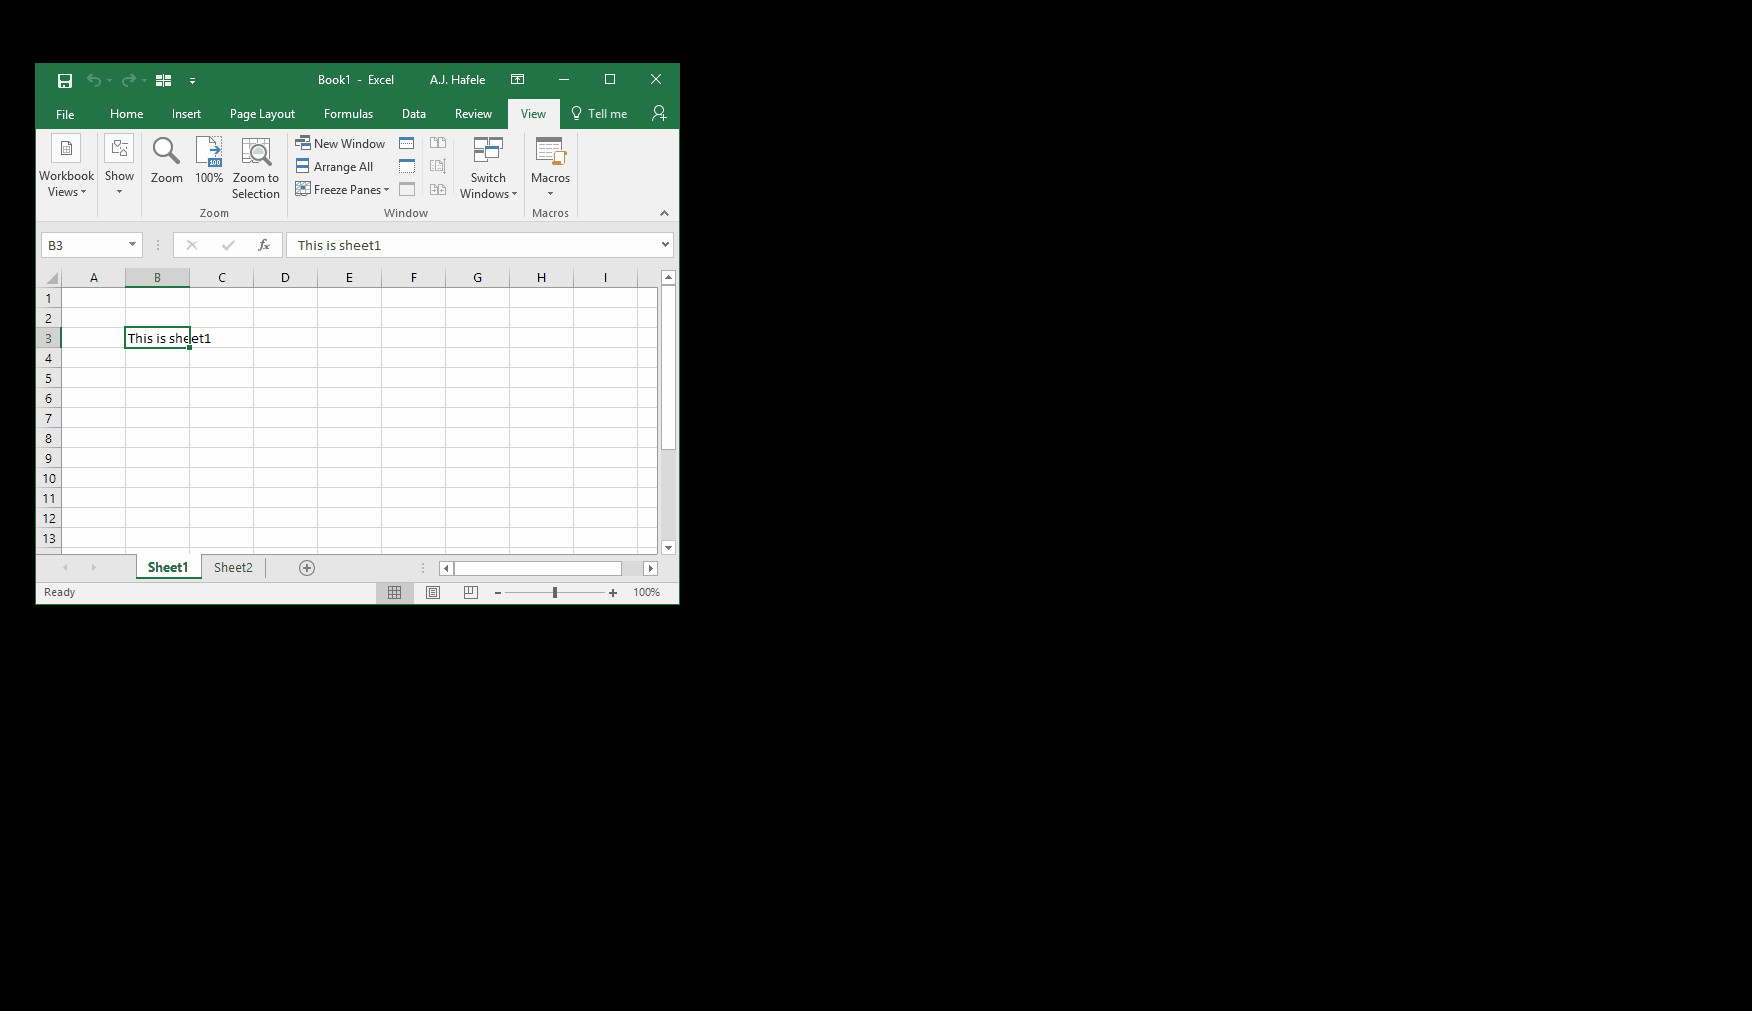 Book1 - Excel
A.J. Hafele
File Home Insert Page Layout Formulas Data Review View Tell me
Workbook Views
Show
Zoom
100
100%
Zoom to Selection
Zoom
New Window
Arrange All
Freeze Panes
Switch Windows
Window
Macros
Macros
B3
fx
This is sheet1
A B C D E F G H I
1
2
3 This is sheet1
4
5
6
7
8
9
10
11
12
13
Sheet1 Sheet2
Ready
100%